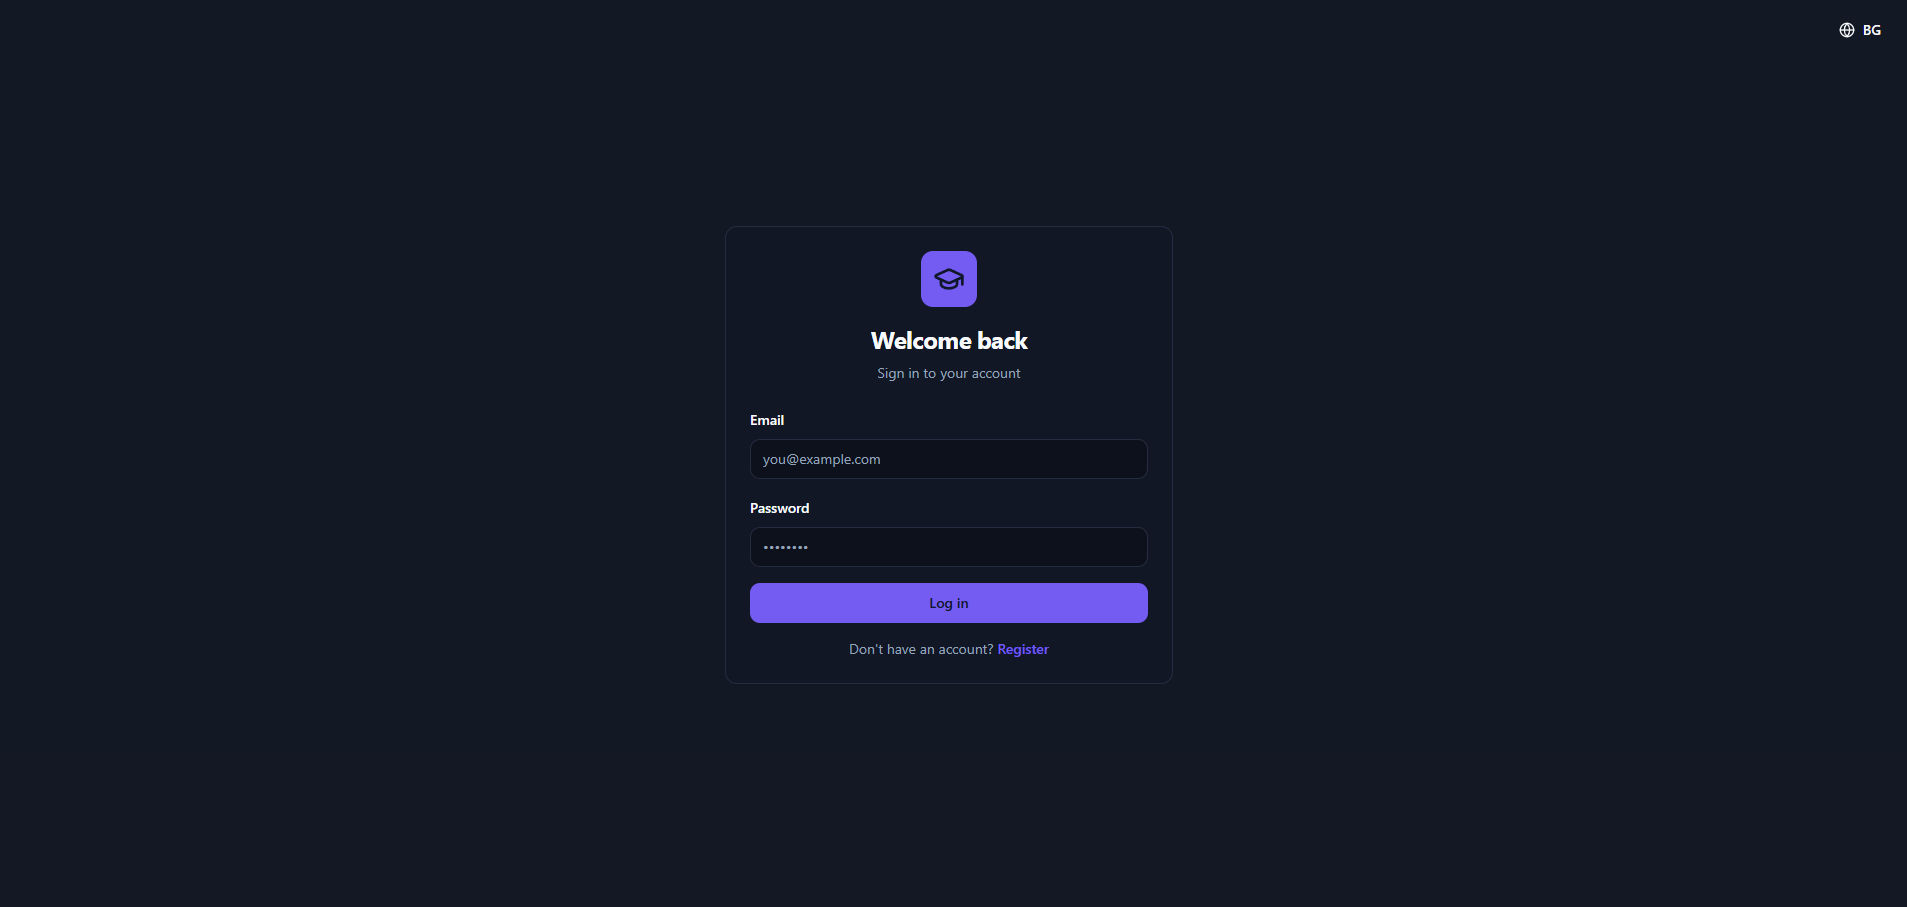 BG
Welcome back
Sign in to your account
Email
you@example.com
Password
••••••••
Log in
Don't have an account? Register